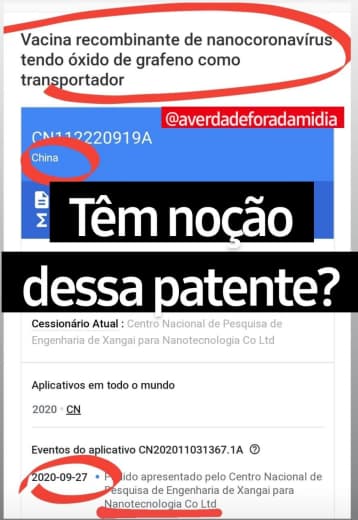 Vacina recombinante de nanocoronavírus
tendo óxido de grafeno como
transportador
@averdadeforadamidia
CN112220919A
China
Têm noção
dessa patente?
Cessionário Atual : Centro Nacional de Pesquisa de
Engenharia de Xangai para Nanotecnologia Co Ltd
Aplicativos em todo o mundo
2020 · CN
Eventos do aplicativo CN202011031367.1A
2020-09-27 • Pedido apresentado pelo Centro Nacional de
Pesquisa de Engenharia de Xangai para
Nanotecnologia Co Ltd